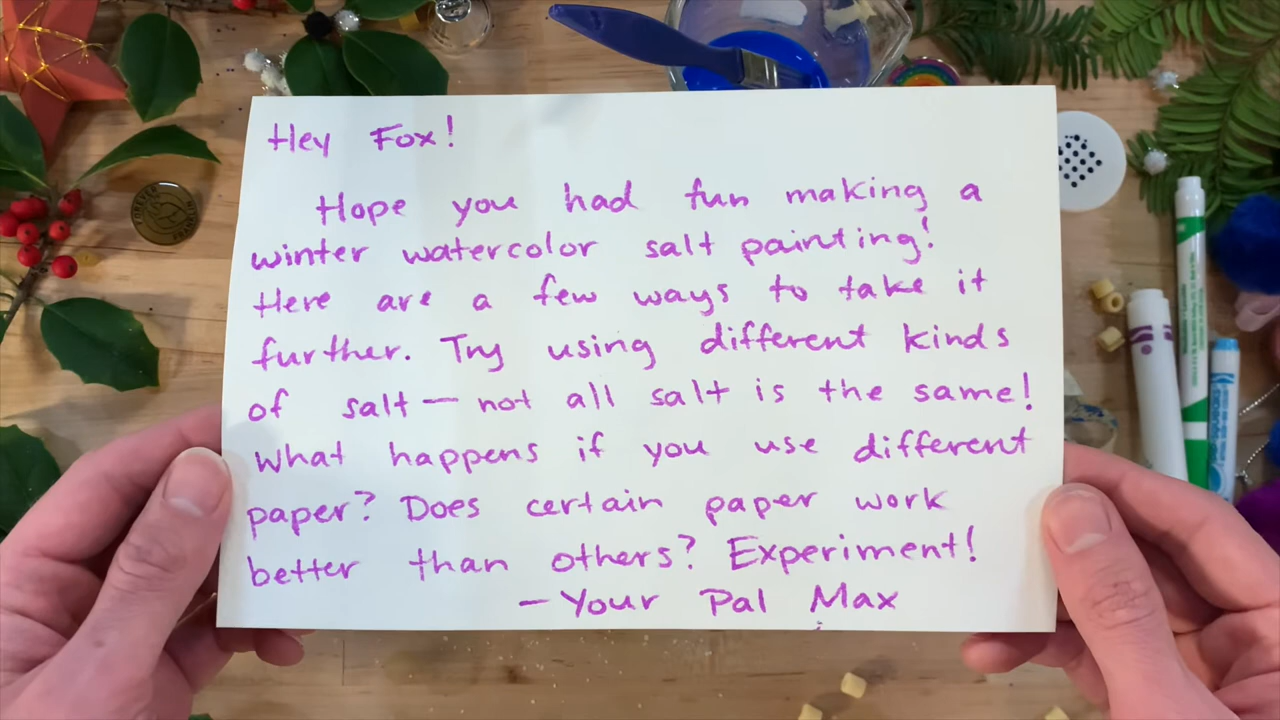 Hey Fox!
Hope you had fun making a
winter watercolor salt painting!
Here are a few ways to take it
further. Try using different kinds
of salt — not all salt is the same!
What happens if you use different
paper? Does certain paper work
better than others? Experiment!
- Your Pal Max